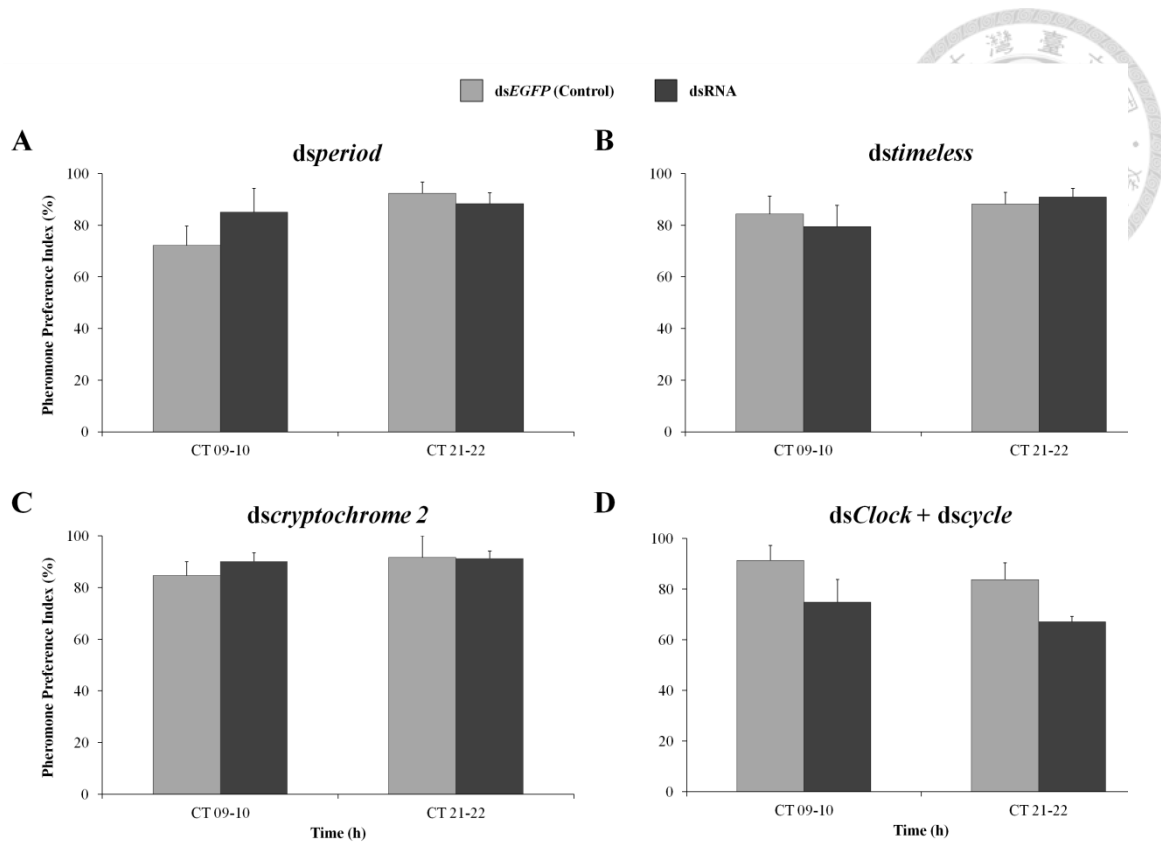 灣 臺
dsEGFP (Control) dsRNA
A
dsperiod
Pheromone Preference Index (%)
100
80
60
40
20
0
CT 09-10 CT 21-22
B
dstimeless
100
80
60
40
20
0
CT 09-10 CT 21-22
C
dscryptochrome 2
Pheromone Preference Index (%)
100
80
60
40
20
0
CT 09-10 CT 21-22
Time (h)
D
dsClock + dscycle
100
80
60
40
20
0
CT 09-10 CT 21-22
Time (h)